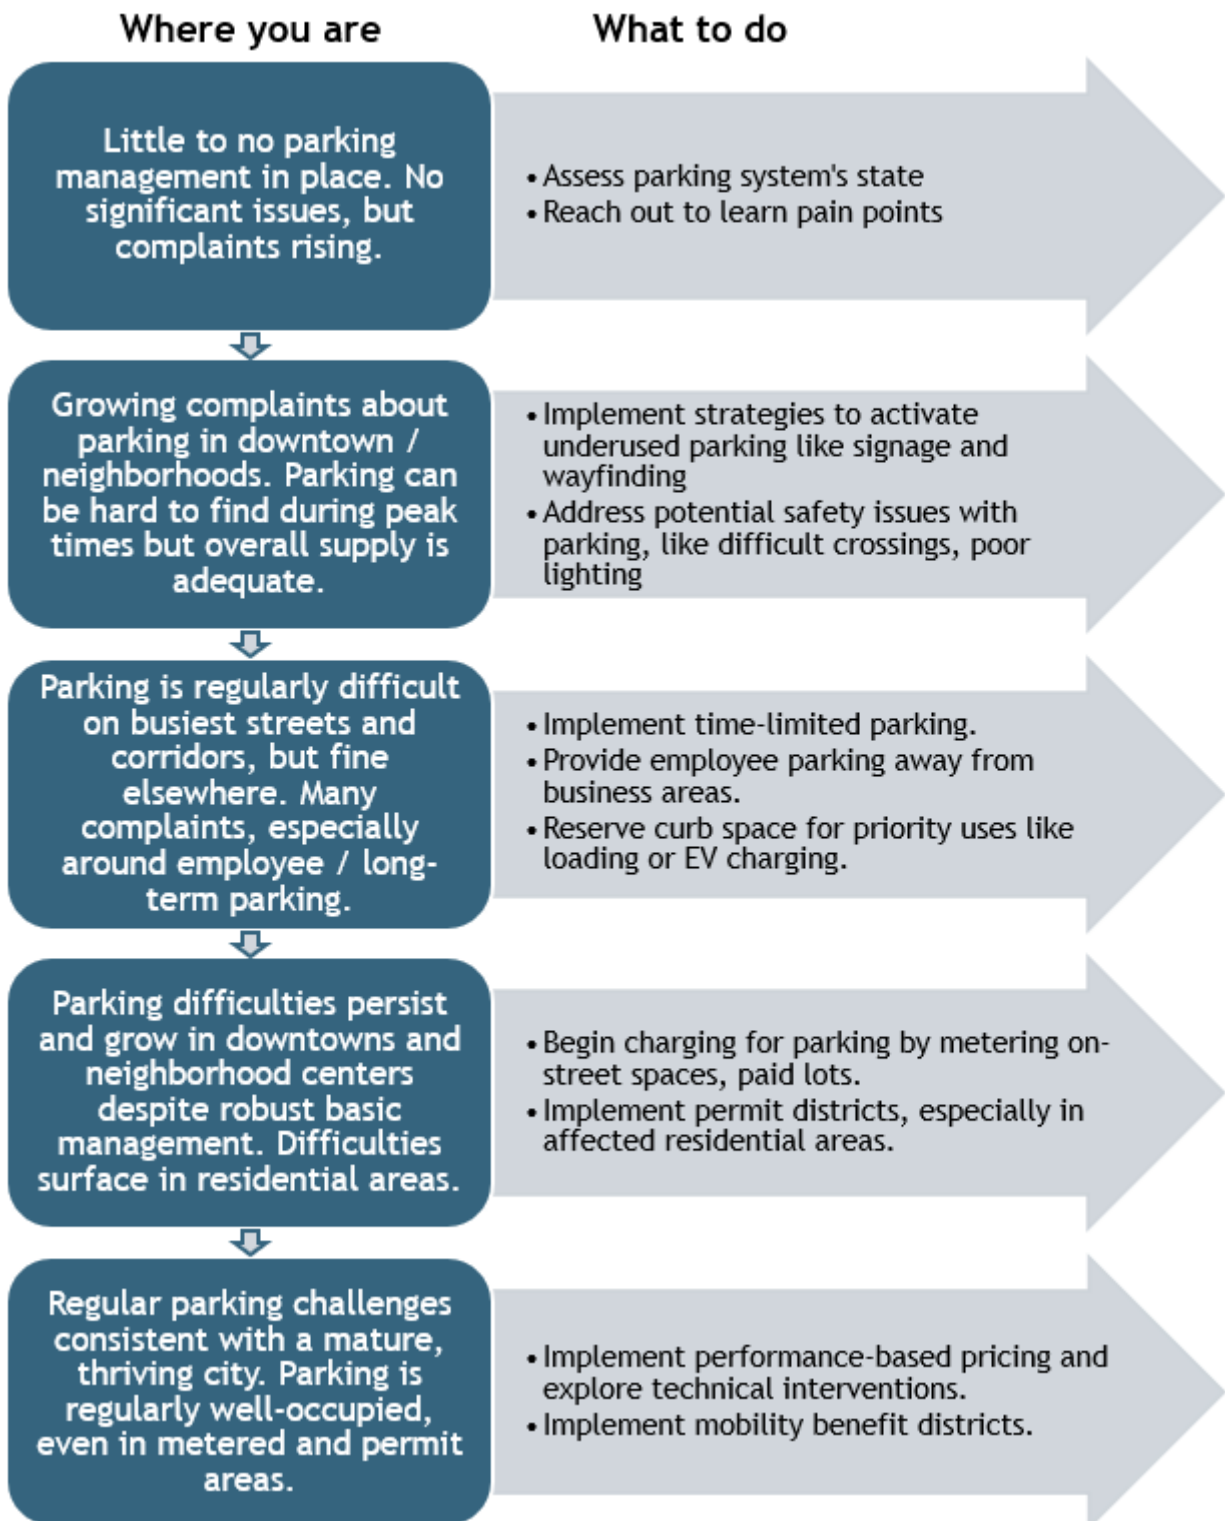 Where you are
What to do
Little to no parking
management in place. No
significant issues, but
complaints rising.
• Assess parking system's state
• Reach out to learn pain points
Growing complaints about
parking in downtown /
neighborhoods. Parking can
be hard to find during peak
times but overall supply is
adequate.
• Implement strategies to activate
underused parking like signage and
wayfinding
• Address potential safety issues with
parking, like difficult crossings, poor
lighting
Parking is regularly difficult
on busiest streets and
corridors, but fine
elsewhere. Many
complaints, especially
around employee / long-
term parking.
• Implement time-limited parking.
• Provide employee parking away from
business areas.
• Reserve curb space for priority uses like
loading or EV charging.
Parking difficulties persist
and grow in downtowns and
neighborhood centers
despite robust basic
management. Difficulties
surface in residential areas.
• Begin charging for parking by metering on-
street spaces, paid lots.
• Implement permit districts, especially in
affected residential areas.
Regular parking challenges
consistent with a mature,
thriving city. Parking is
regularly well-occupied,
even in metered and permit
areas.
• Implement performance-based pricing and
explore technical interventions.
• Implement mobility benefit districts.